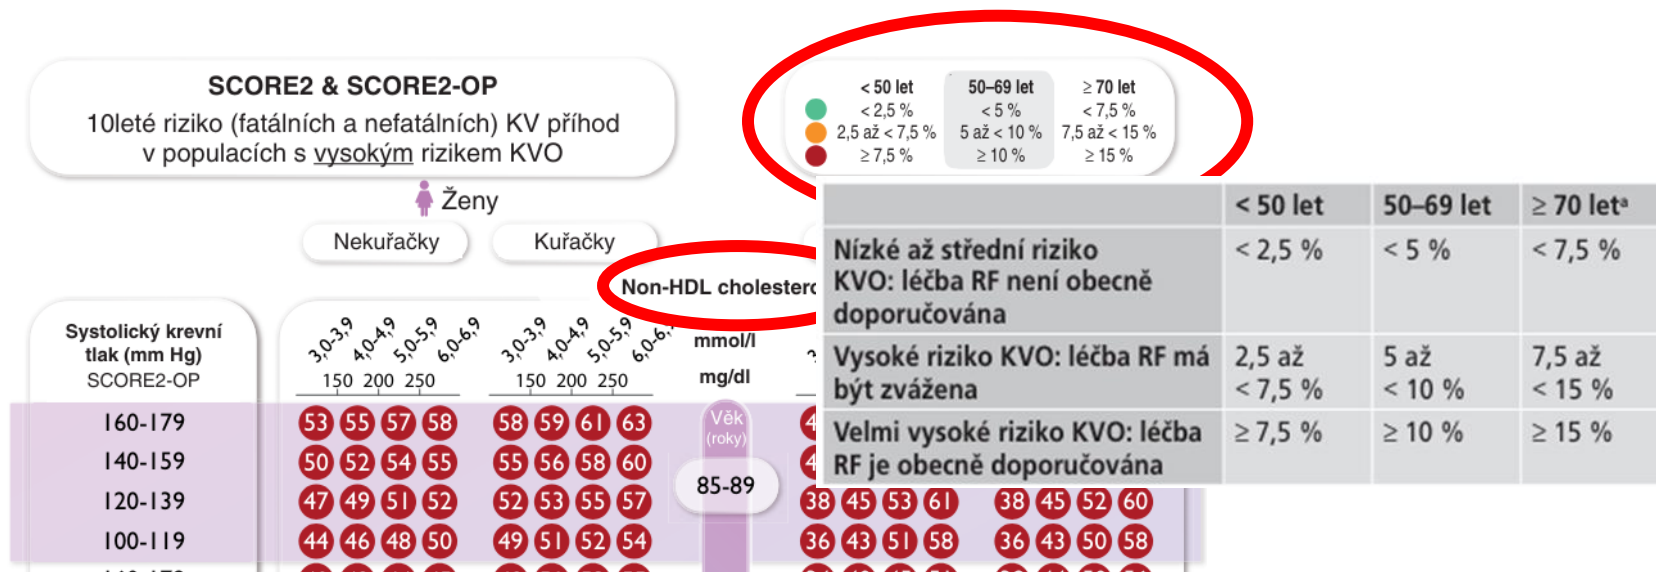 SCORE2 & SCORE2-OP
10leté riziko (fatálních a nefatálních) KV příhod
v populacích s vysokým rizikem KVO
< 50 let 50–69 let ≥ 70 let
< 2,5 % < 5 % < 7,5 %
2,5 až < 7,5 % 5 až < 10 % 7,5 až < 15 %
≥ 7,5 % ≥ 10 % ≥ 15 %
Ženy
Nekuřačky Kuřačky
Non-HDL cholestero
Systolický krevní
tlak (mm Hg)
SCORE2-OP
3,0-3,9 4,0-4,9 5,0-5,9 6,0-6,9 3,0-3,9 4,0-4,9 5,0-5,9
mmol/l
150 200 250 150 200 250 mg/dl
Věk
(roky)
85-89
160-179 53 55 57 58 58 59 61 63
140-159 50 52 54 55 55 56 58 60
120-139 47 49 51 52 52 53 55 57 38 45 53 61 38 45 52 60
100-119 44 46 48 50 49 51 52 54 36 43 51 58 36 43 50 58
< 50 let 50–69 let ≥ 70 letᵃ
Nízké až střední riziko
KVO: léčba RF není obecně
doporučována
< 2,5 % < 5 % < 7,5 %
Vysoké riziko KVO: léčba RF má
být zvážena
2,5 až 5 až 7,5 až
< 7,5 % < 10 % < 15 %
Velmi vysoké riziko KVO: léčba
RF je obecně doporučována
≥ 7,5 % ≥ 10 % ≥ 15 %